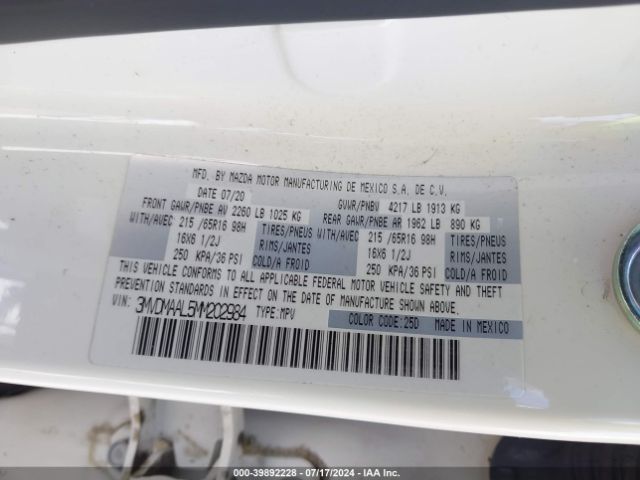 MFD. BY MAZDA MOTOR MANUFACTURING DE MEXICO S.A. DE C.V.
DATE 07/20 GVWR/PNBV 4217 LB 1913 KG
FRONT GAWR/PNBE AV 2260 LB 1025 KG REAR GAWR/PNBE AR 1962 LB 890 KG
WITH/AVEC 215 /65R16 98H TIRES/PNEUS WITH/AVEC 215 /65R16 98H TIRES/PNEUS
16X6 1/2J RIMS/JANTES 16X6 1/2J RIMS/JANTES
250 KPA/36 PSI COLD/A FROID 250 KPA/36 PSI COLD/A FROID
THIS VEHICLE CONFORMS TO ALL APPLICABLE FEDERAL MOTOR VEHICLE SAFETY AND THEFT
PREVENTION STANDARDS IN EFFECT ON THE DATE OF MANUFACTURE SHOWN ABOVE.
VIN: 3MVDMAAL5MM202984 TYPE:MPV COLOR CODE:25D MADE IN MEXICO
000-39892228 - 07/17/2024 - IAA Inc.